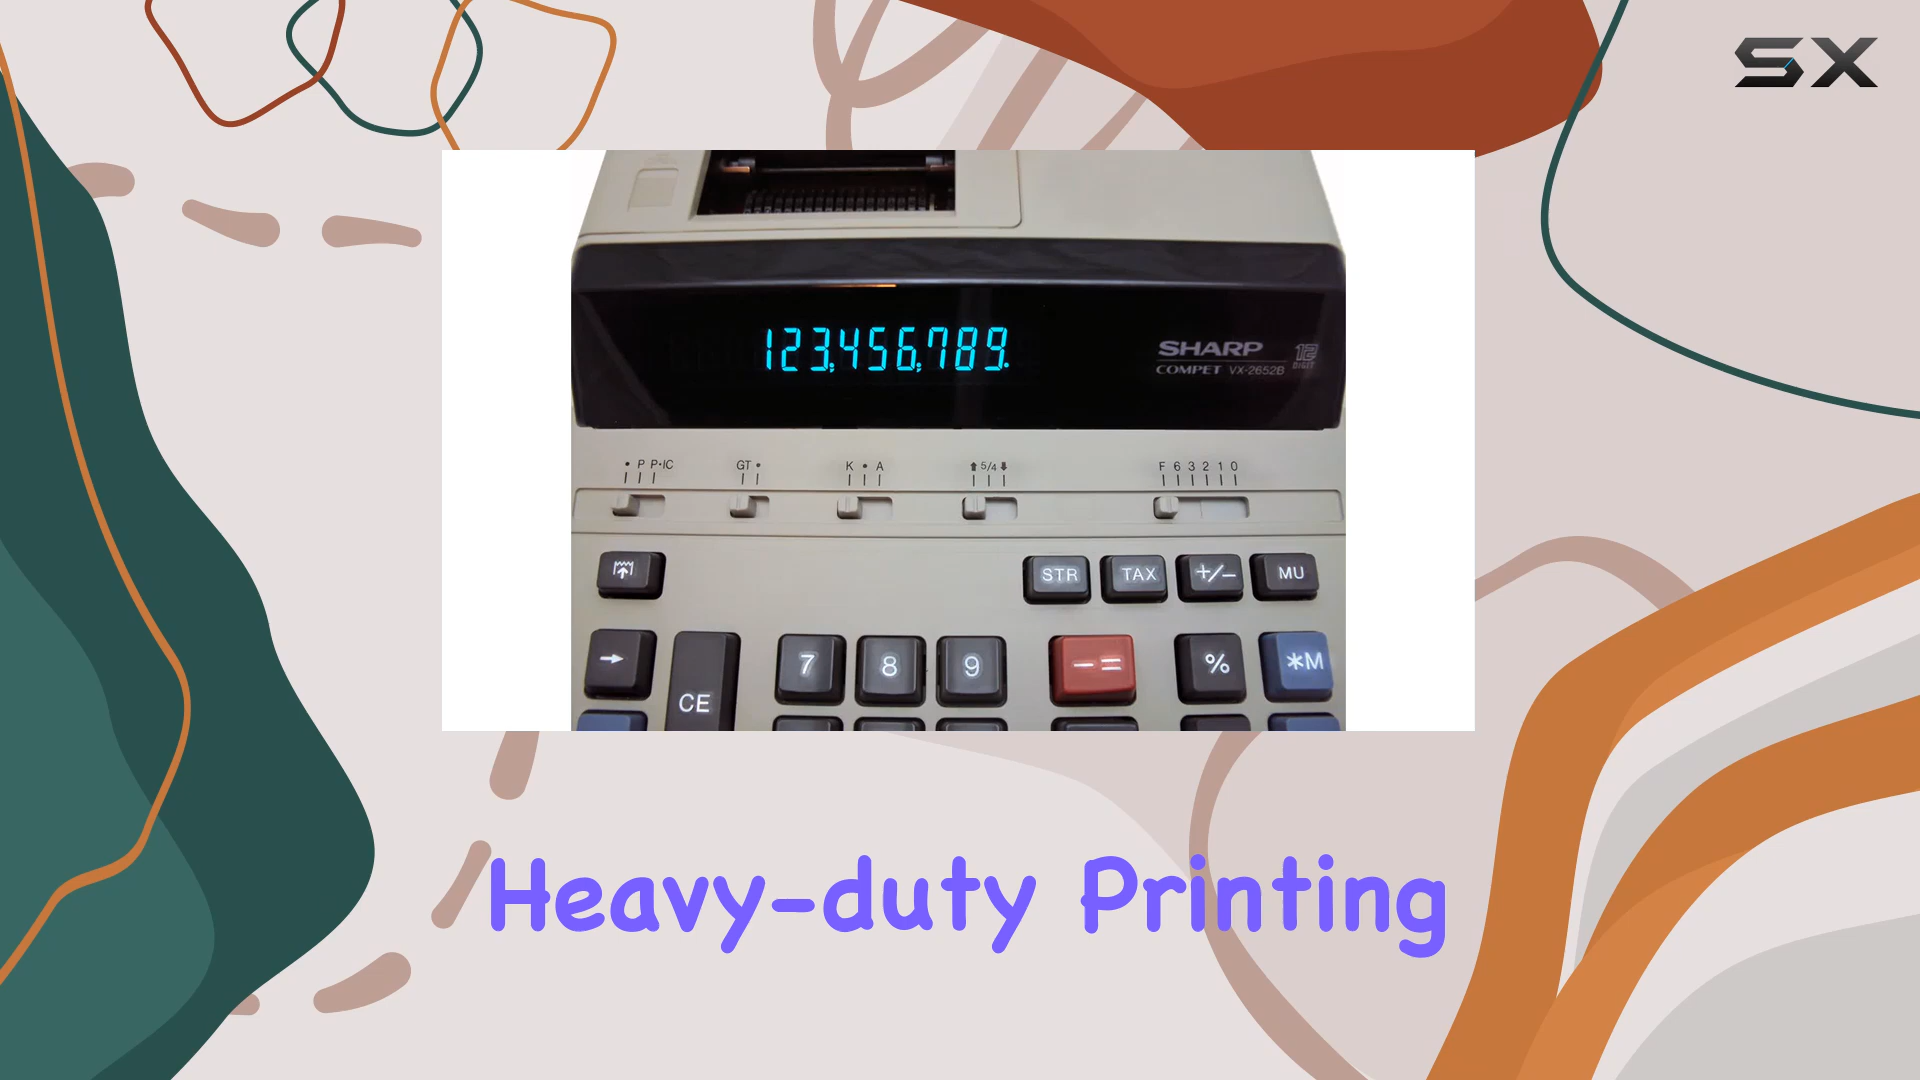 SX
123,456,789.
SHARP
12
DIGIT
COMPET VX-2652B
• P P•IC
GT •
K • A
⬆ 5/4 ⬇
F 6 3 2 1 0
STR TAX +/− MU
→ CE 7 8 9 − = % *M
Heavy-duty Printing